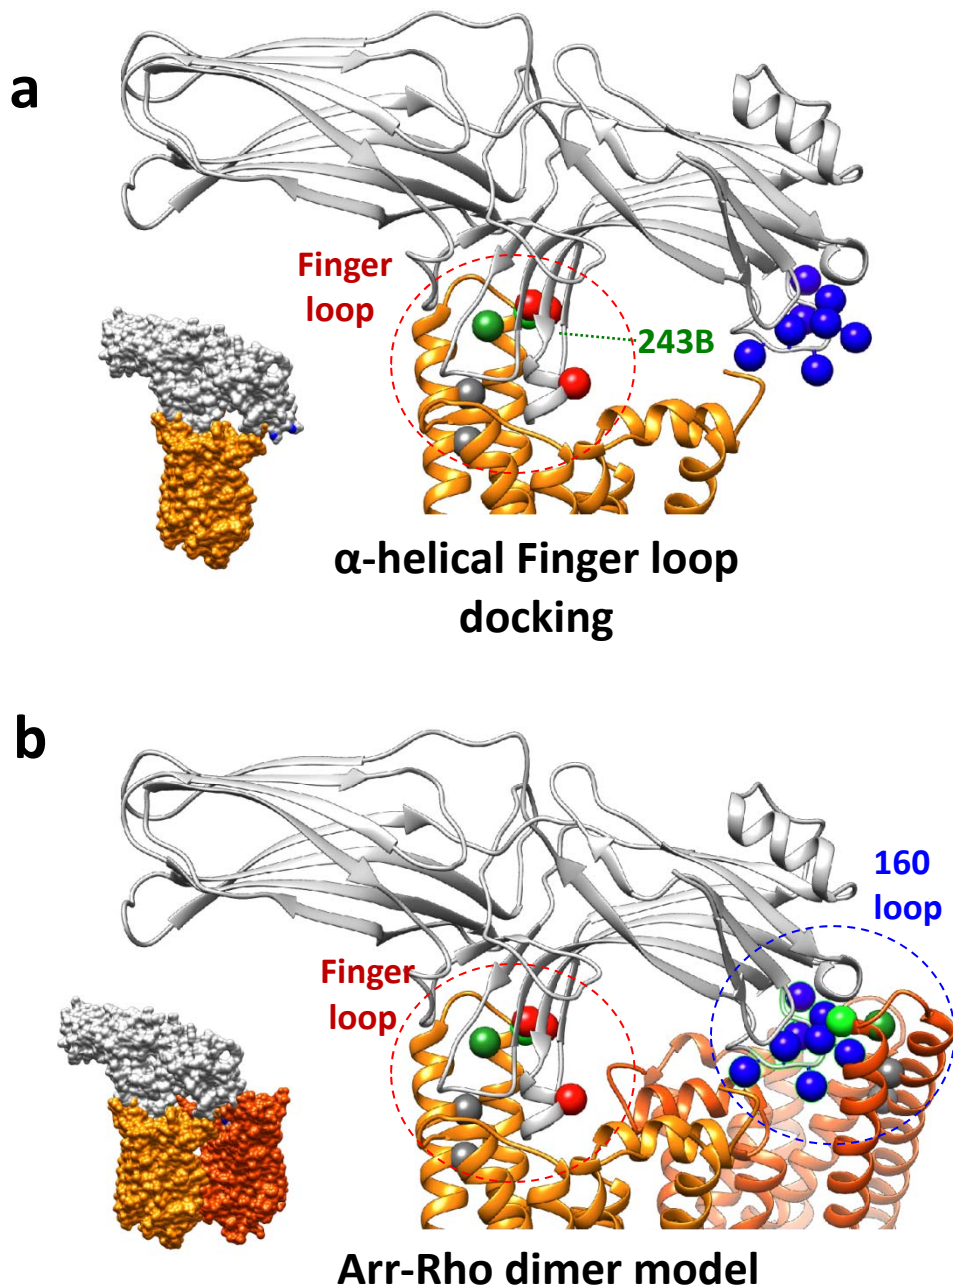 a
Finger
loop
243B
α-helical Finger loop
docking
b
160
loop
Finger
loop
Arr-Rho dimer model